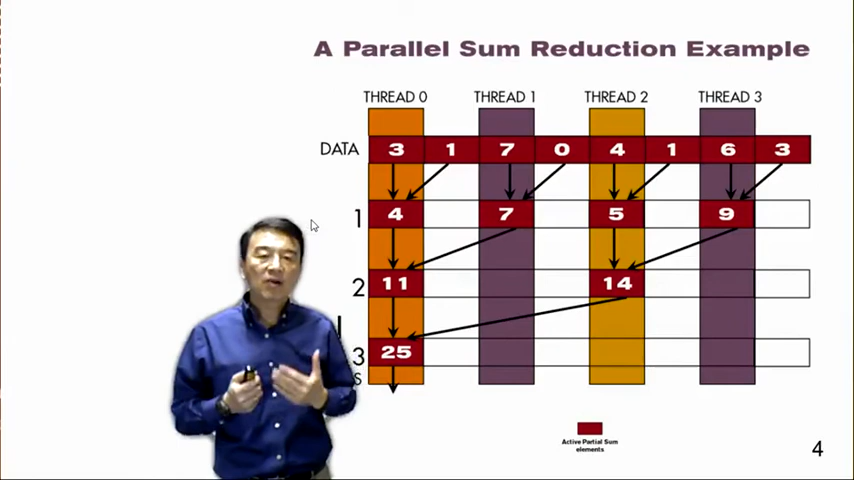 A Parallel Sum Reduction Example
THREAD 0 THREAD 1 THREAD 2 THREAD 3
DATA 3 1 7 0 4 1 6 3
1 4 7 5 9
2 11 14
3 25
S
Active Partial Sum
elements
4